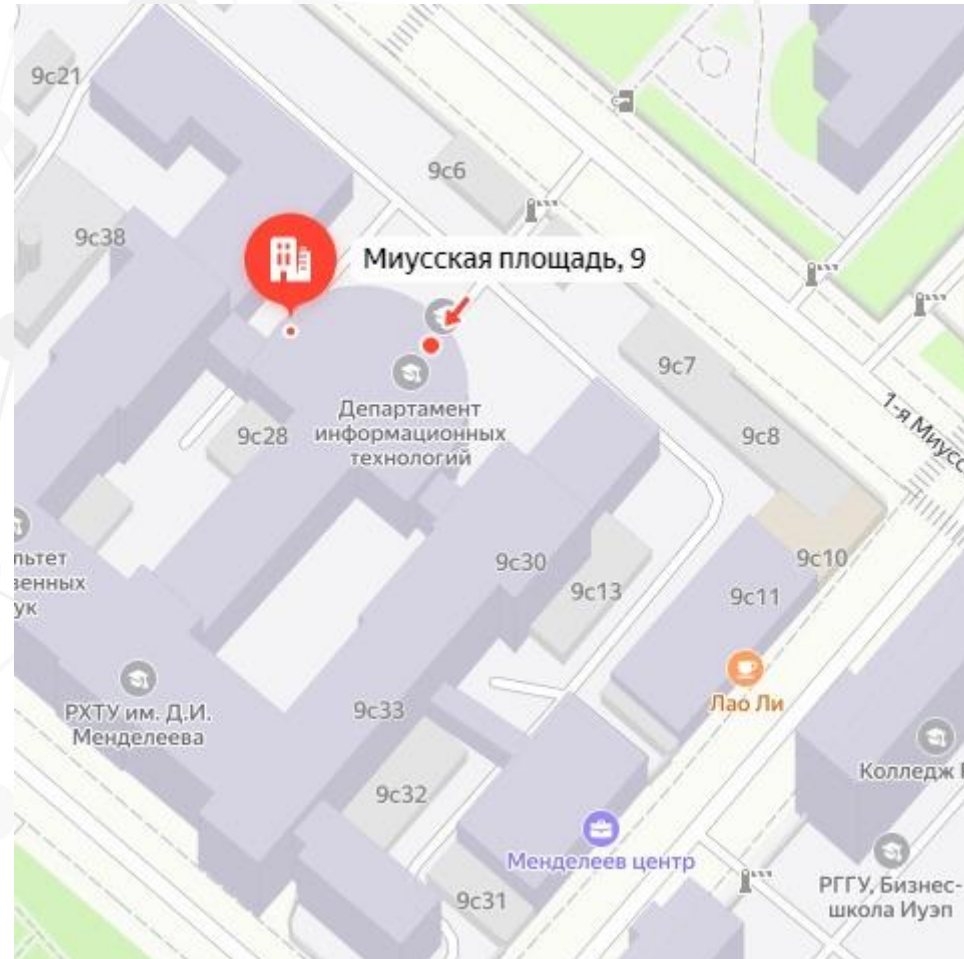 9с21
9с6
9с38
Миусская площадь, 9
9с7
Департамент
информационных
технологий
9с28
9с8
1-я Миусс
льтет
венных
ук
9с30
9с10
9с13
9с11
Лао Ли
РХТУ им. Д.И.
Менделеева
9с33
Колледж
9с32
Менделеев центр
РГГУ, Бизнес-
школа Иуэп
9с31